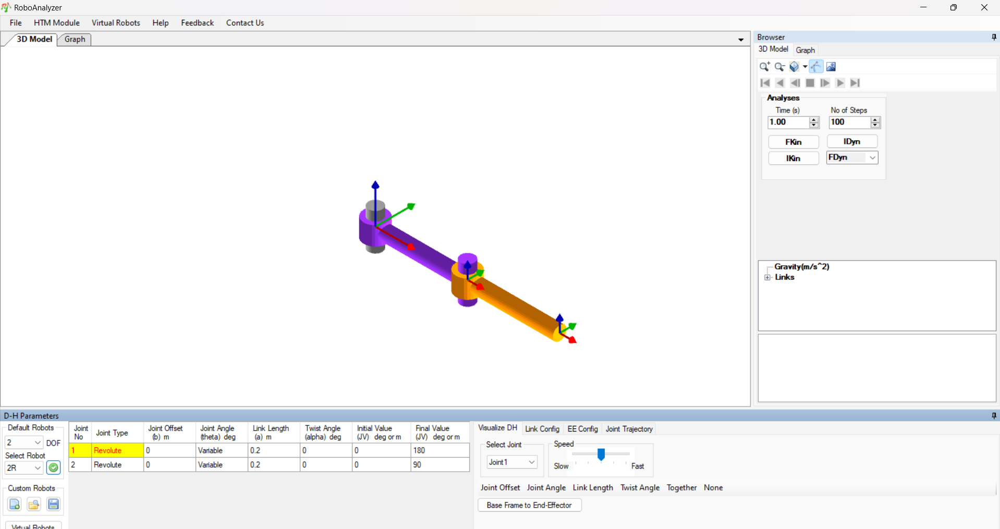 RoboAnalyzer
File HTM Module Virtual Robots Help Feedback Contact Us
3D Model Graph
Browser
3D Model Graph
Analyses
Time (s) No of Steps
1.00 100
FKin IDyn
IKin FDyn
Gravity(m/s^2)
Links
D-H Parameters
Default Robots
2 DOF
Select Robot
2R
Custom Robots
Virtual Robots
Joint No Joint Type Joint Offset (b) m Joint Angle (theta) deg Link Length (a) m Twist Angle (alpha) deg Initial Value (JV) deg or m Final Value (JV) deg or m
1 Revolute 0 Variable 0.2 0 0 180
2 Revolute 0 Variable 0.2 0 0 90
Visualize DH Link Config EE Config Joint Trajectory
Select Joint Speed
Joint1
Slow Fast
Joint Offset Joint Angle Link Length Twist Angle Together None
Base Frame to End-Effector